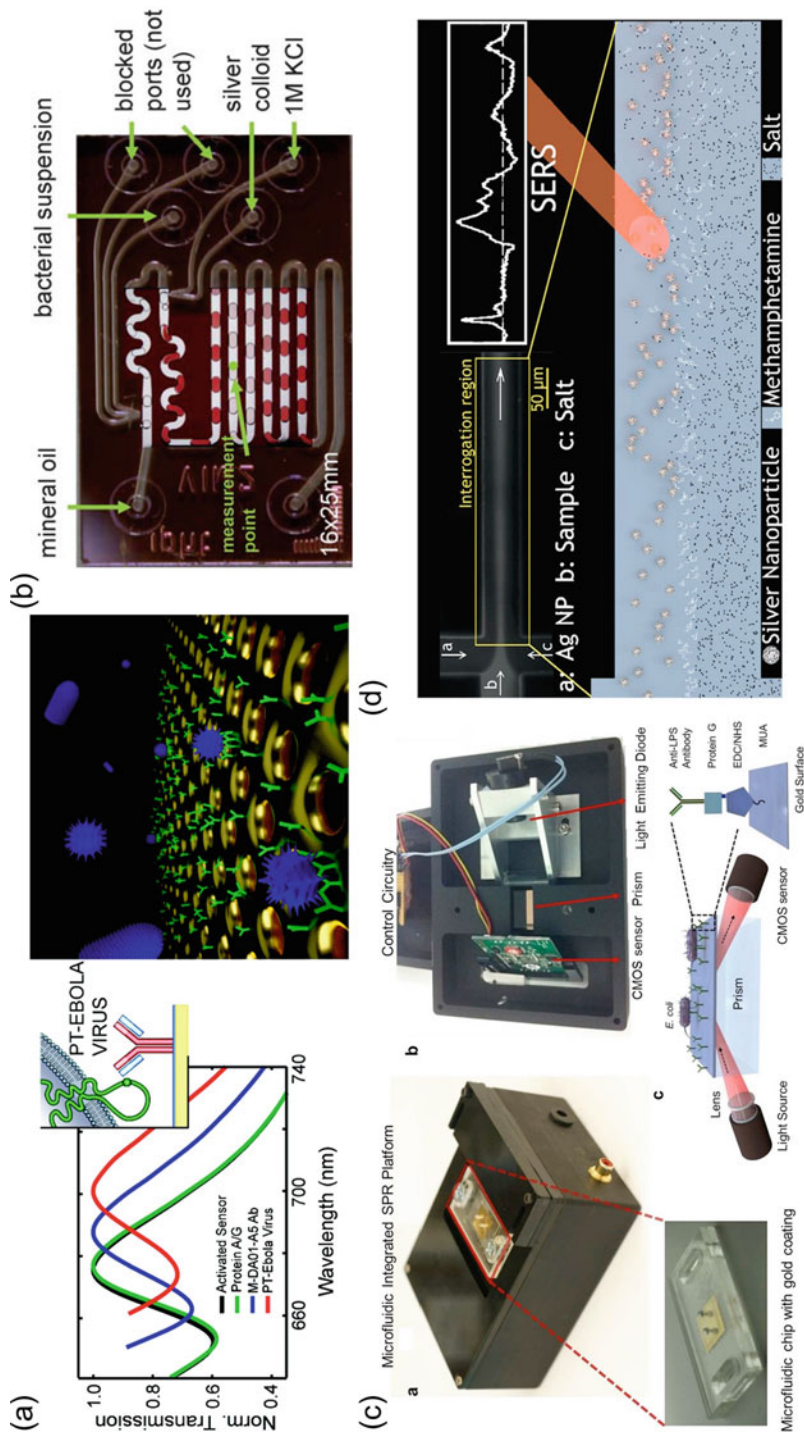 (a)
Norm. Transmission
1.0
0.8
0.6
0.4
660
700
740
Wavelength (nm)
Activated Sensor
Protein A/G
M-DA01-A5 Ab
PT-Ebola Virus
PT-EBOLA
VIRUS
(b)
mineral oil
bacterial suspension
blocked
ports (not
used)
silver
colloid
1M KCl
measurement
point
16x25mm
(c)
a
Microfluidic Integrated SPR Platform
Microfluidic chip with gold coating
b
Control Circuitry
CMOS sensor
Prism
Light Emitting Diode
c
E. coli
Lens
Prism
Light Source
CMOS sensor
Anti-LPS
Antibody
Protein G
EDC/NHS
MUA
Gold Surface
(d)
a
b
c
Interrogation region
50 µm
a: Ag NP b: Sample c: Salt
SERS
Silver Nanoparticle
Methamphetamine
Salt